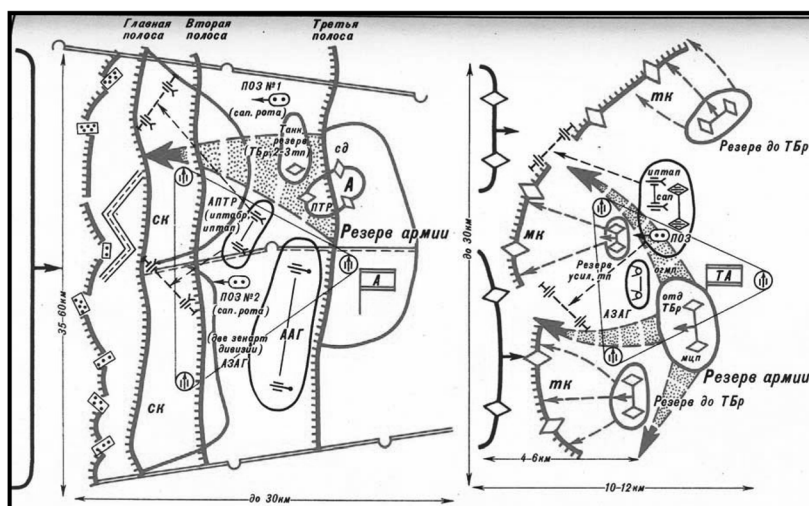 Главная
полоса
Вторая
полоса
Третья
полоса
ПОЗ №1
(сап. рота)
Танк.
резерв
(ТБр, 2-3 тп)
сд
А
ПТР
АПТР
(иптабр,
иптап)
Резерв армии
СК
А
ПОЗ №2
(сап. рота)
(две зенарт
дивизии)
АЗАГ
ААГ
СК
35-60км
до 30км
до 30км
тк
Резерв до ТБр
иптап
сап
ПОЗ
мк
Резерв
усил. тп
огмп
ТА
АЗАГ
отд
ТБр
мцп
Резерв армии
тк
Резерв до ТБр
4-6км
10-12км